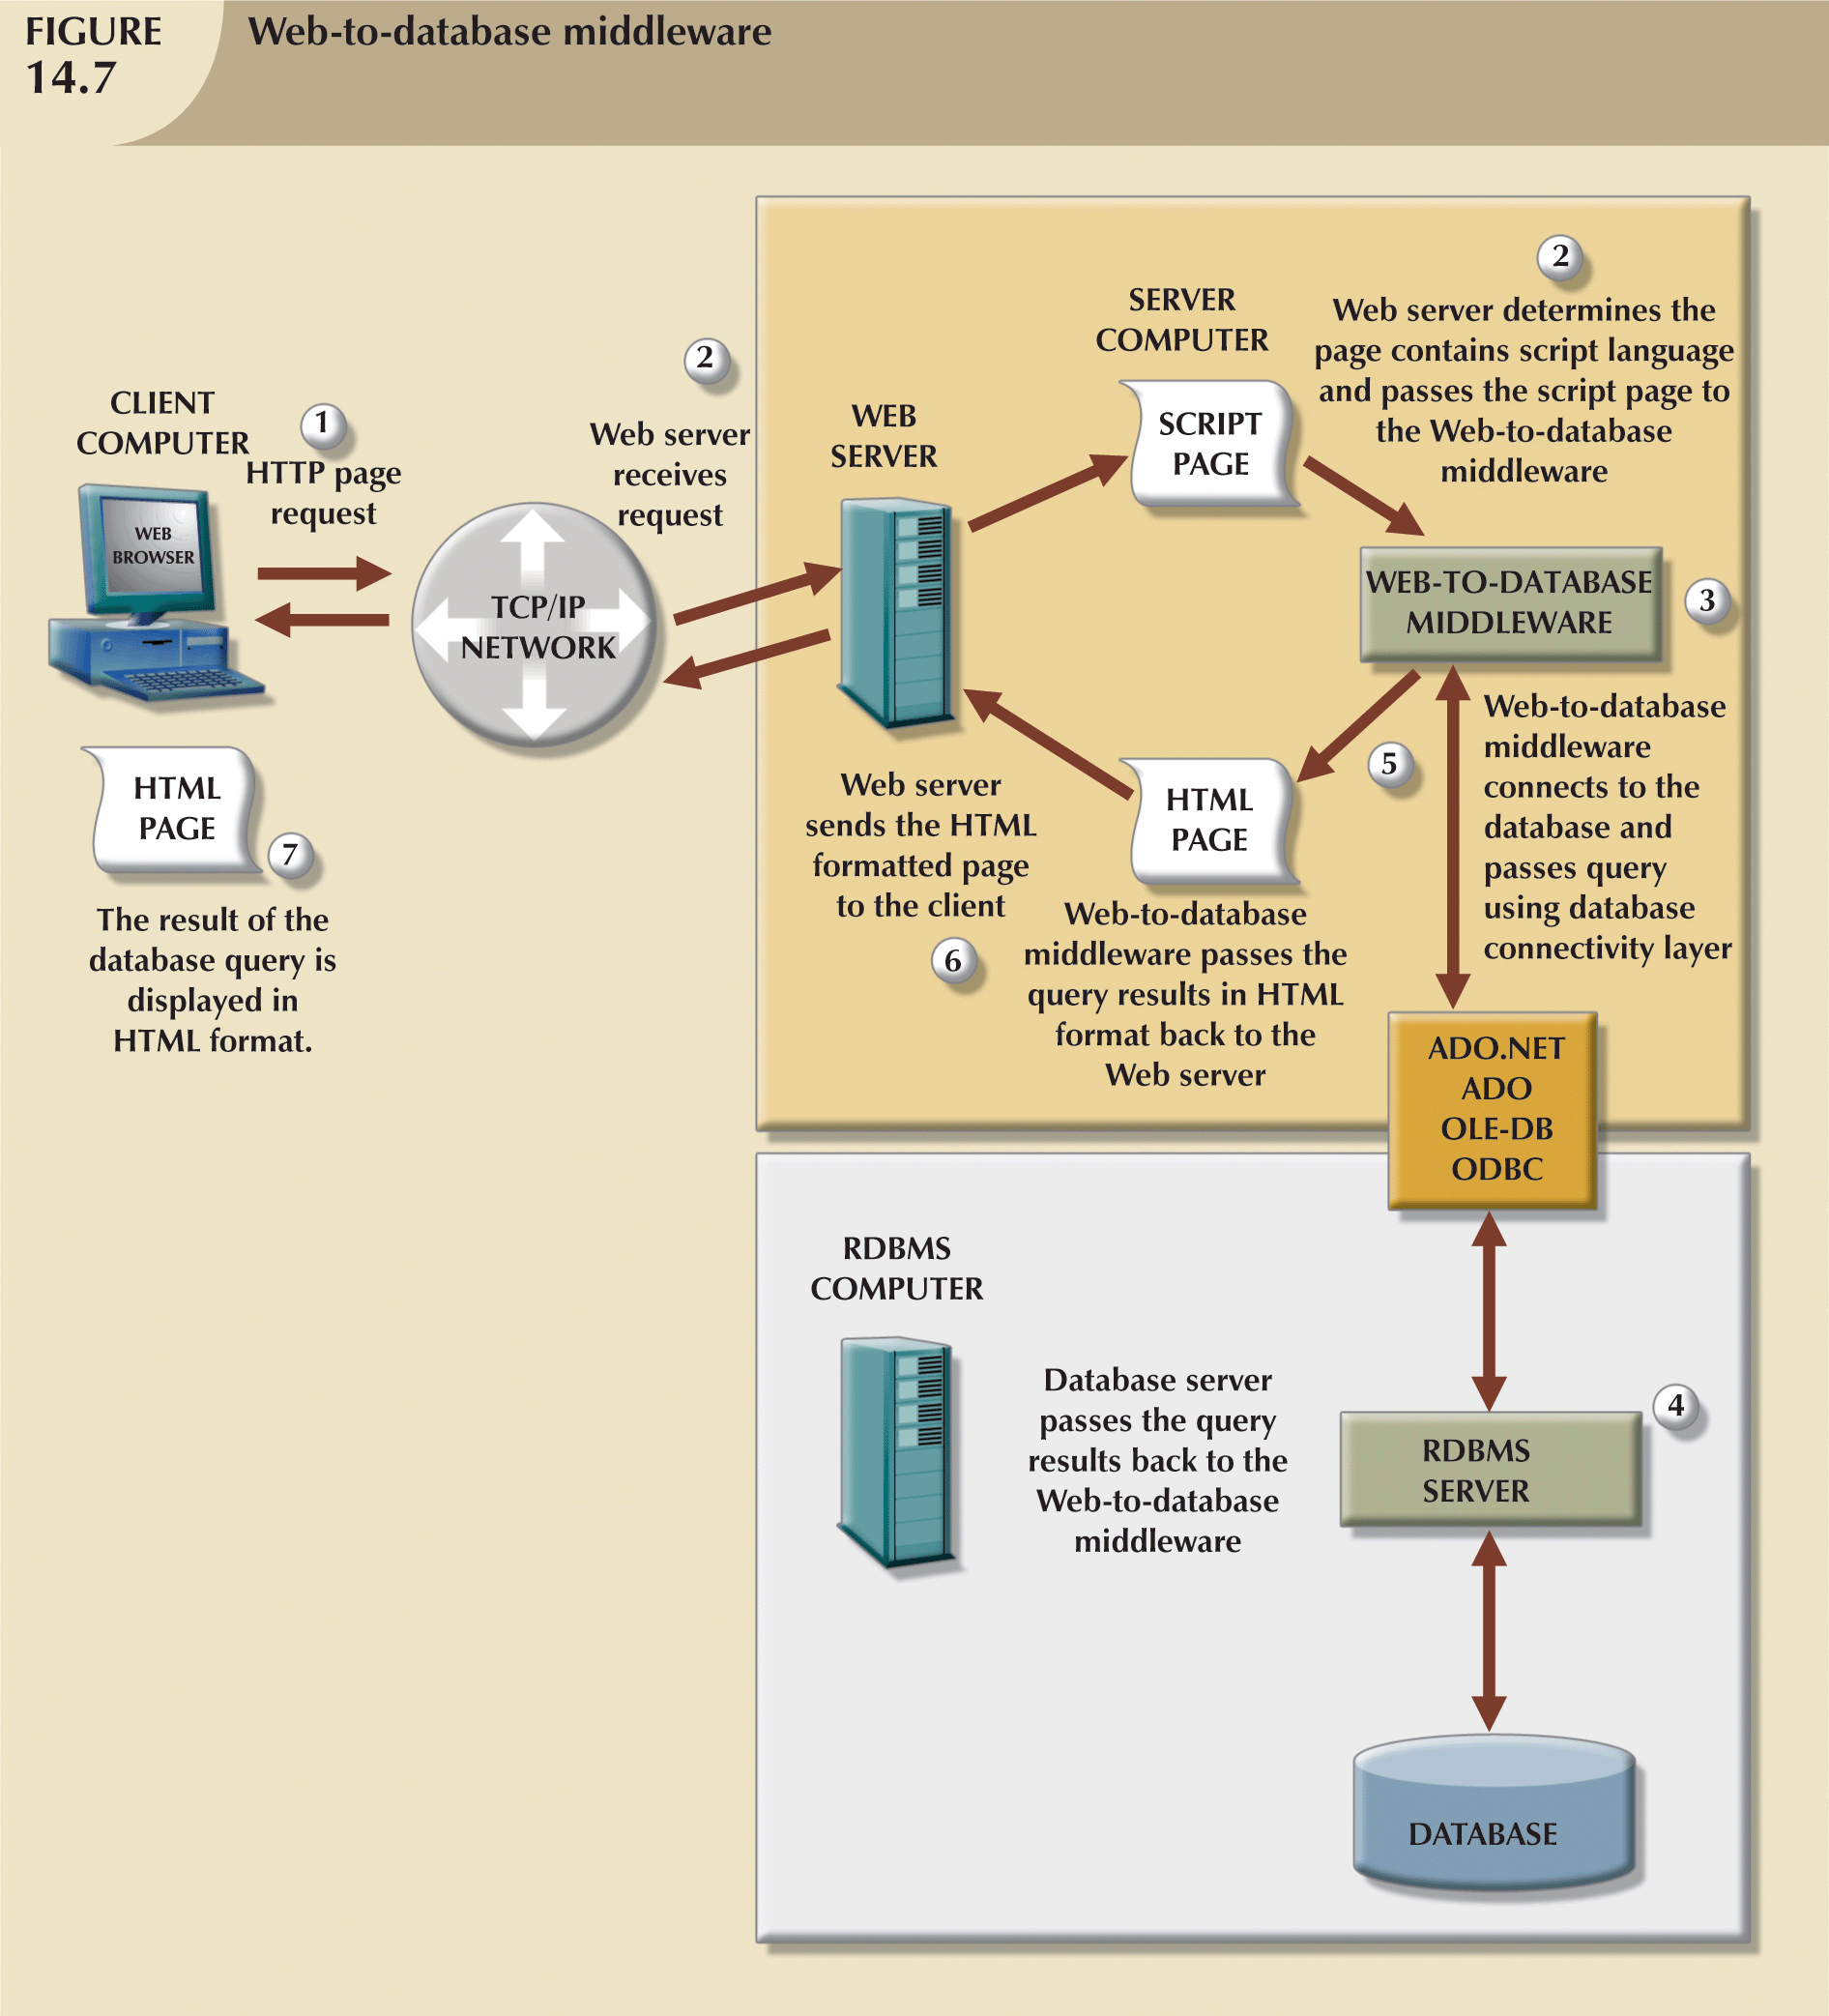 FIGURE
14.7
Web-to-database middleware
CLIENT
COMPUTER
1
HTTP page
request
WEB
BROWSER
TCP/IP
NETWORK
2
Web server
receives
request
WEB
SERVER
SERVER
COMPUTER
SCRIPT
PAGE
2
Web server determines the
page contains script language
and passes the script page to
the Web-to-database
middleware
WEB-TO-DATABASE
MIDDLEWARE
3
Web-to-database
middleware
connects to the
database and
passes query
using database
connectivity layer
ADO.NET
ADO
OLE-DB
ODBC
RDBMS
COMPUTER
Database server
passes the query
results back to the
Web-to-database
middleware
4
RDBMS
SERVER
DATABASE
5
HTML
PAGE
Web-to-database
middleware passes the
query results in HTML
format back to the
Web server
Web server
sends the HTML
formatted page
to the client
6
HTML
PAGE
7
The result of the
database query is
displayed in
HTML format.